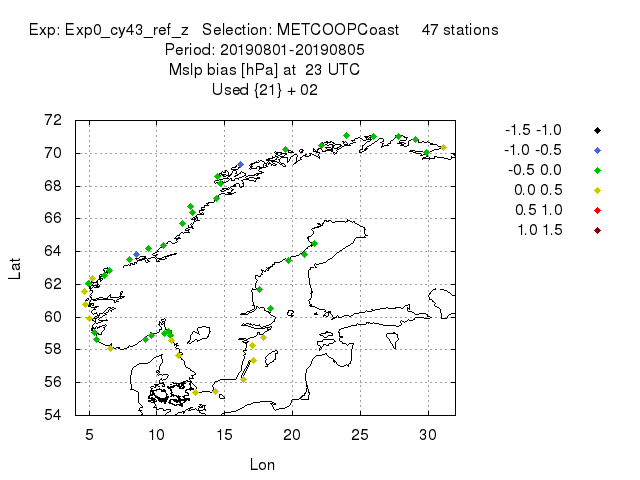 Exp: Exp0_cy43_ref_z   Selection: METCOOPCoast     47 stations
Period: 20190801-20190805
Mslp bias [hPa] at  23 UTC
Used {21} + 02
72
70
68
66
64
62
60
58
56
54
Lat
5 10 15 20 25 30
Lon
-1.5 -1.0
-1.0 -0.5
-0.5 0.0
0.0 0.5
0.5 1.0
1.0 1.5